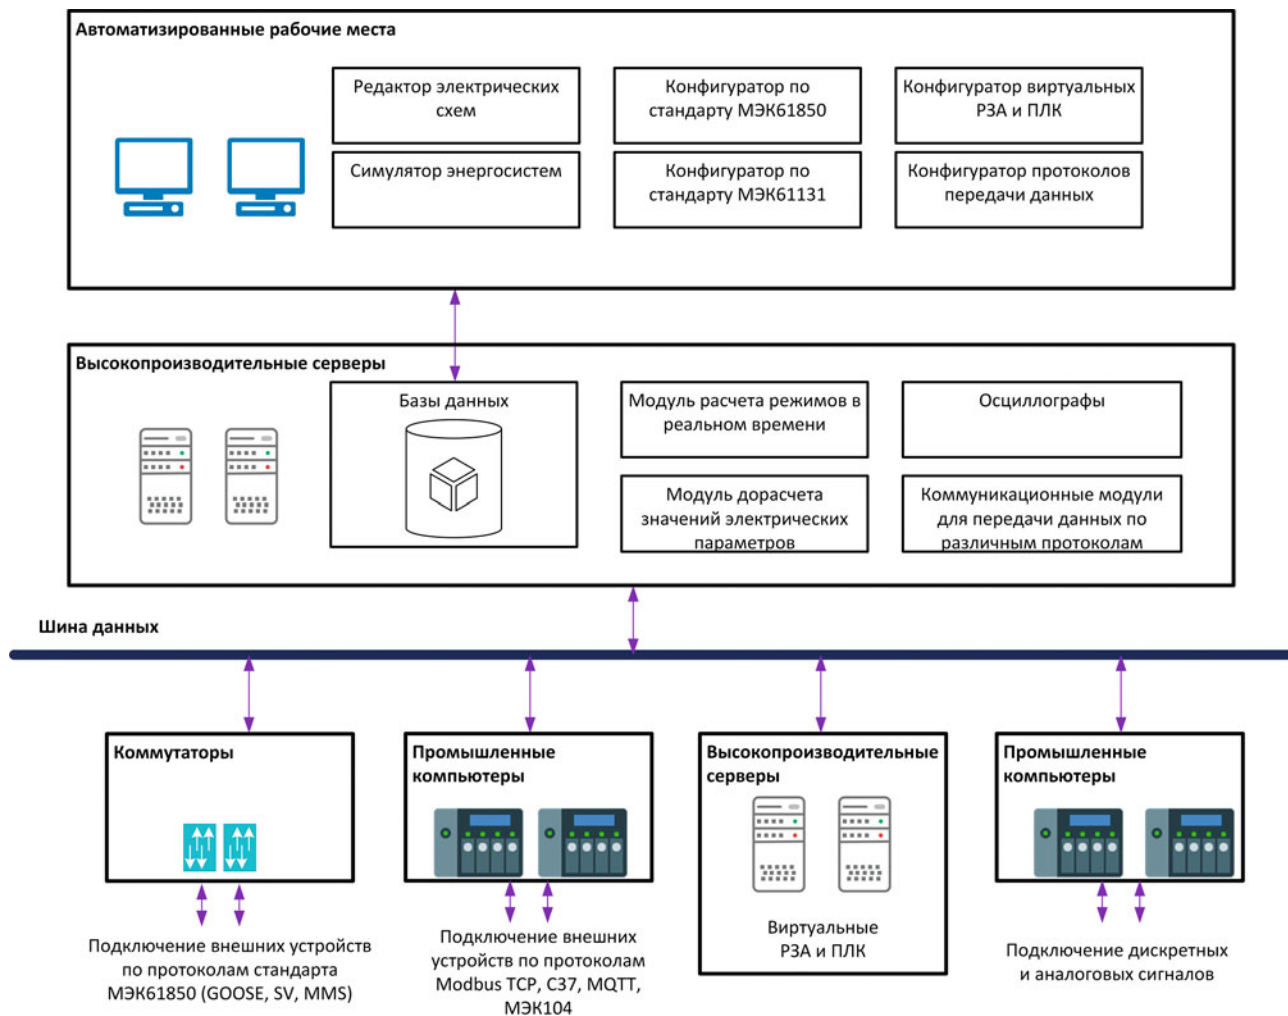 Автоматизированные рабочие места
Редактор электрических
схем
Конфигуратор по
стандарту МЭК61850
Конфигуратор виртуальных
РЗА и ПЛК
Симулятор энергосистем
Конфигуратор по
стандарту МЭК61131
Конфигуратор протоколов
передачи данных
Высокопроизводительные серверы
Базы данных
Модуль расчета режимов в
реальном времени
Осциллографы
Модуль дорасчета
значений электрических
параметров
Коммуникационные модули
для передачи данных по
различным протоколам
Шина данных
Коммутаторы
Подключение внешних устройств
по протоколам стандарта
МЭК61850 (GOOSE, SV, MMS)
Промышленные
компьютеры
Подключение внешних
устройств по протоколам
Modbus TCP, C37, MQTT,
МЭК104
Высокопроизводительные
серверы
Виртуальные
РЗА и ПЛК
Промышленные
компьютеры
Подключение дискретных
и аналоговых сигналов